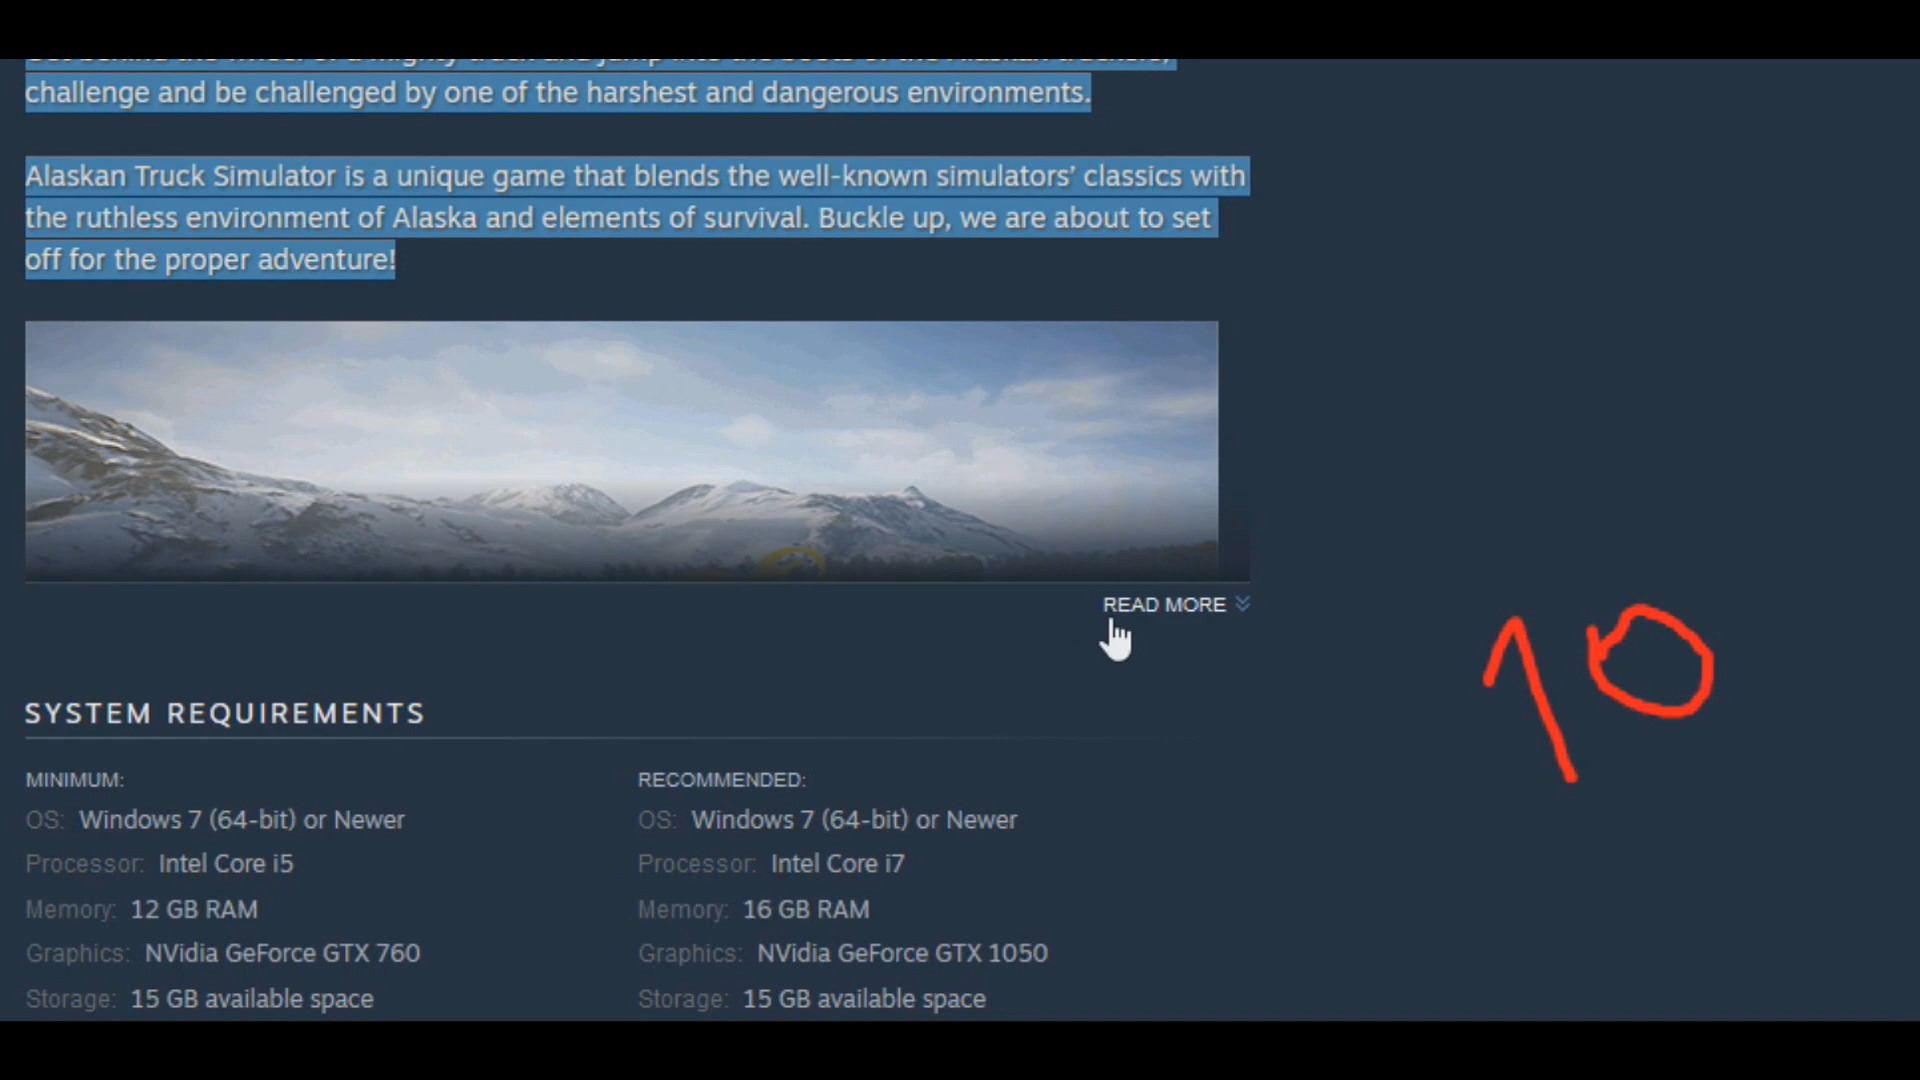 challenge and be challenged by one of the harshest and dangerous environments.
Alaskan Truck Simulator is a unique game that blends the well-known simulators’ classics with
the ruthless environment of Alaska and elements of survival. Buckle up, we are about to set
off for the proper adventure!
READ MORE
10
SYSTEM REQUIREMENTS
MINIMUM:
OS: Windows 7 (64-bit) or Newer
Processor: Intel Core i5
Memory: 12 GB RAM
Graphics: NVidia GeForce GTX 760
Storage: 15 GB available space
RECOMMENDED:
OS: Windows 7 (64-bit) or Newer
Processor: Intel Core i7
Memory: 16 GB RAM
Graphics: NVidia GeForce GTX 1050
Storage: 15 GB available space